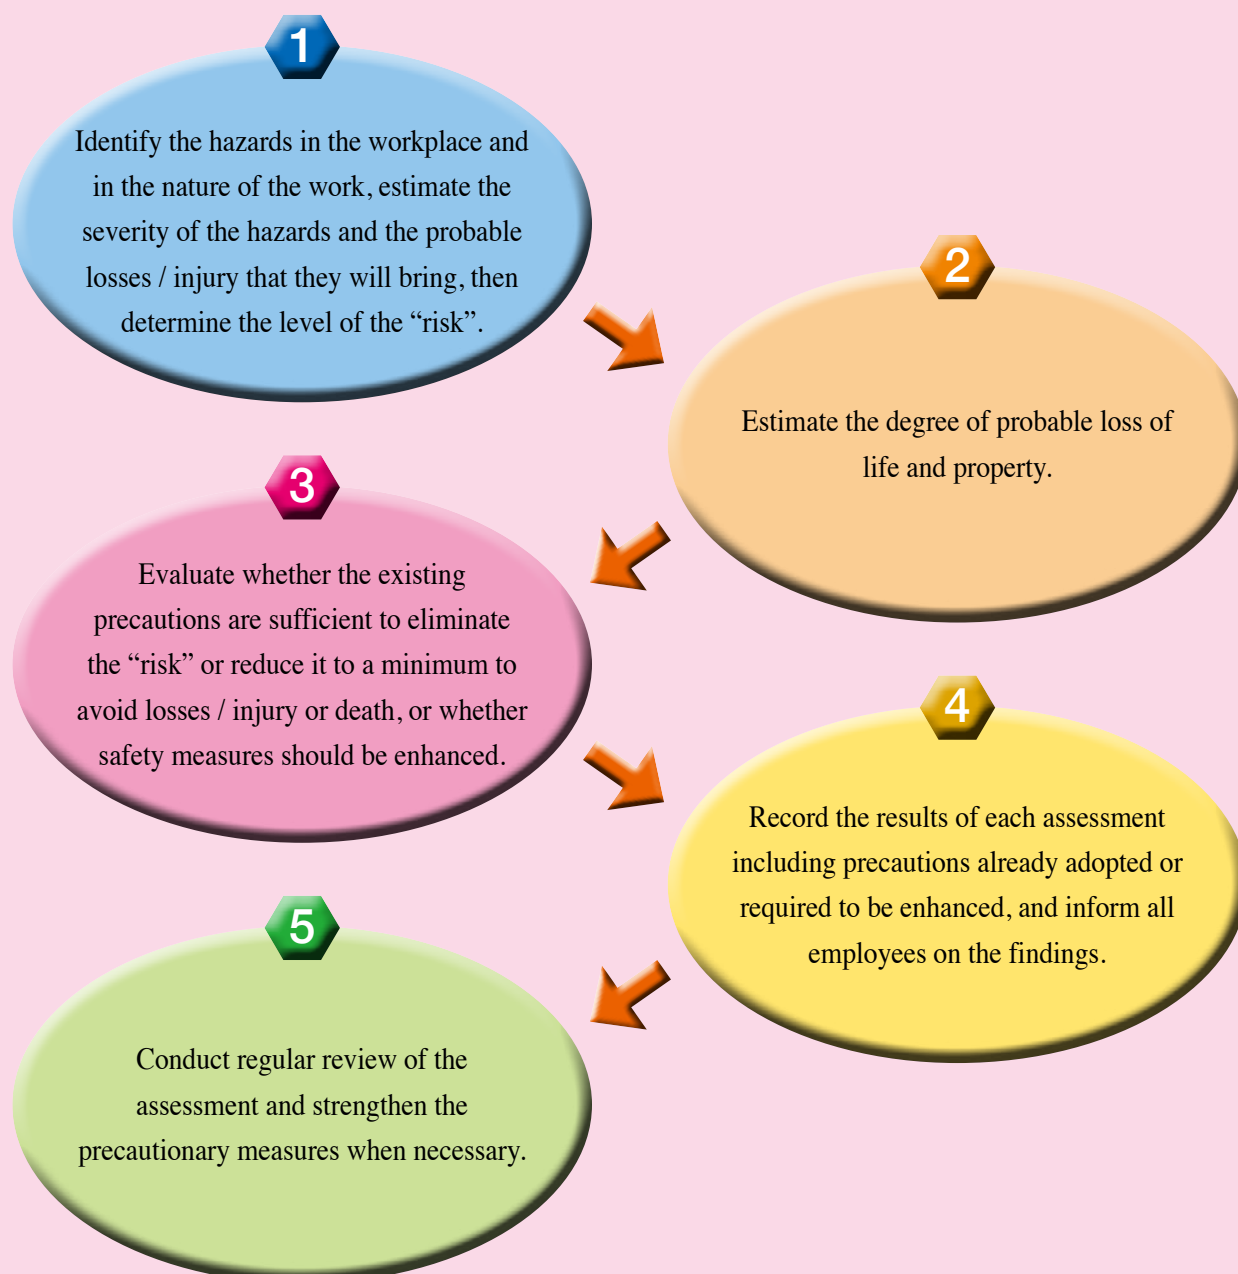 1
Identify the hazards in the workplace and
in the nature of the work, estimate the
severity of the hazards and the probable
losses / injury that they will bring, then
determine the level of the “risk”.
2
Estimate the degree of probable loss of
life and property.
3
Evaluate whether the existing
precautions are sufficient to eliminate
the “risk” or reduce it to a minimum to
avoid losses / injury or death, or whether
safety measures should be enhanced.
4
Record the results of each assessment
including precautions already adopted or
required to be enhanced, and inform all
employees on the findings.
5
Conduct regular review of the
assessment and strengthen the
precautionary measures when necessary.